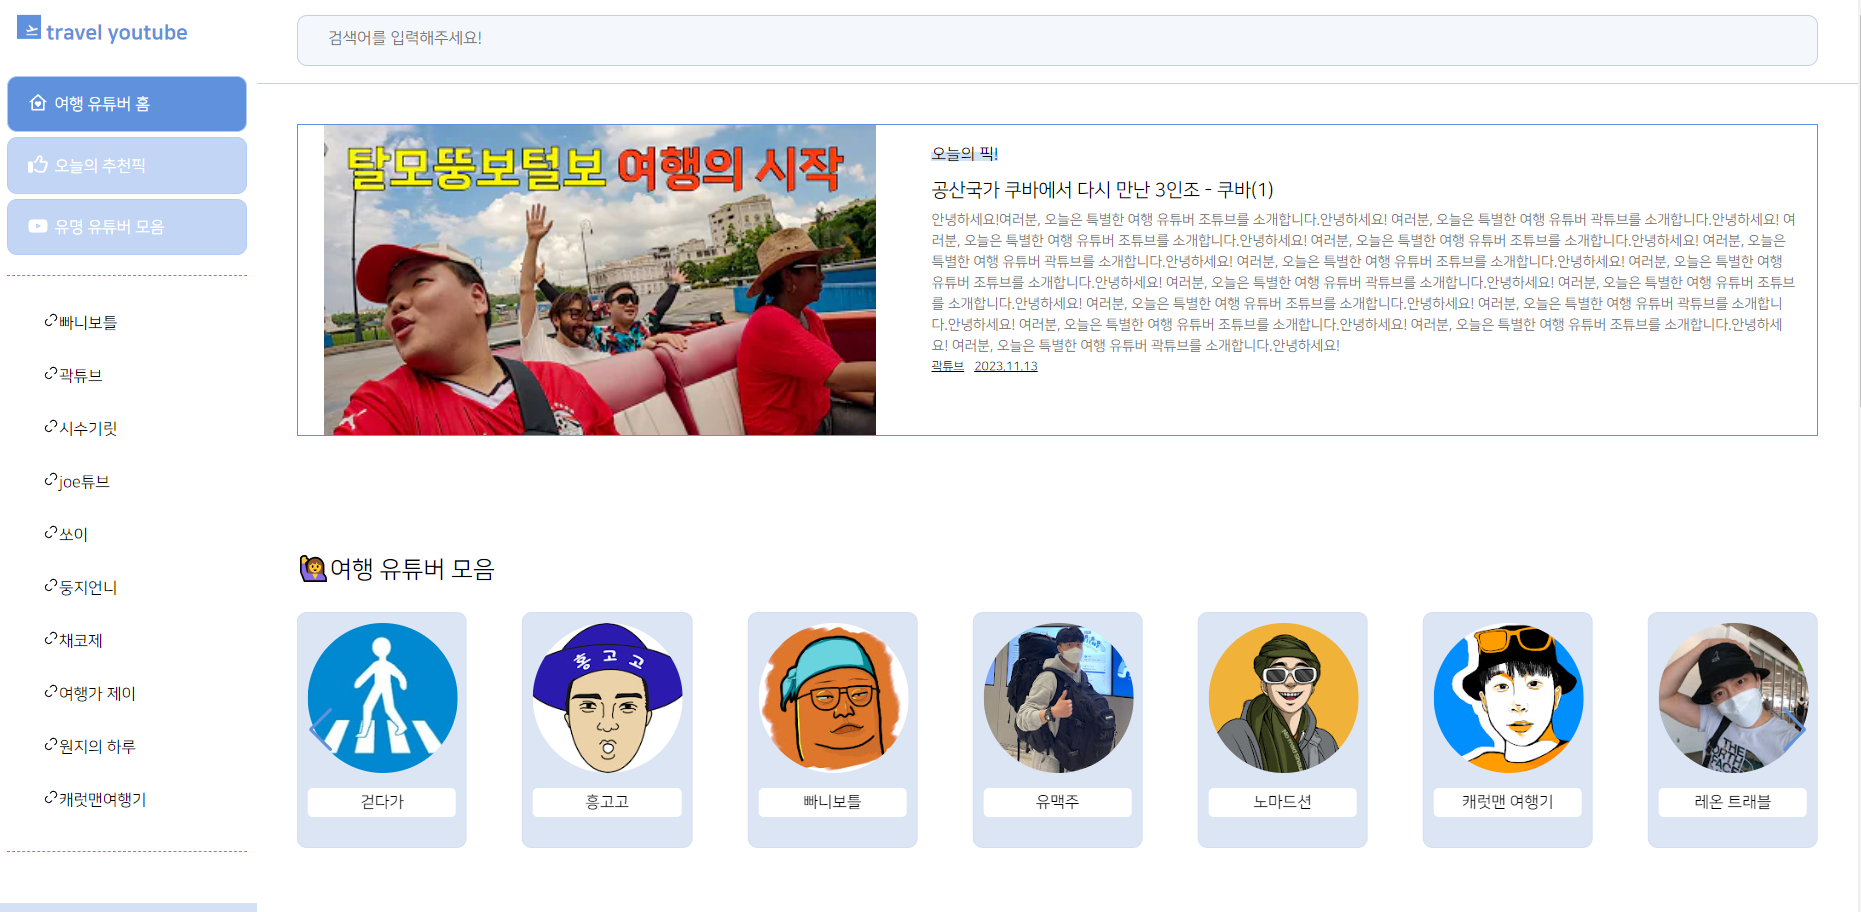 travel youtube
검색어를 입력해주세요!
여행 유튜버 홈
오늘의 추천픽
유명 유튜버 모음
빠니보틀
곽튜브
시수기릿
joe튜브
쏘이
둥지언니
채코제
여행가 제이
원지의 하루
캐럿맨여행기
탈모뚱보털보 여행의 시작
오늘의 픽!
공산국가 쿠바에서 다시 만난 3인조 - 쿠바(1)
안녕하세요!여러분, 오늘은 특별한 여행 유튜버 조튜브를 소개합니다.안녕하세요! 여러분, 오늘은 특별한 여행 유튜버 곽튜브를 소개합니다.안녕하세요! 여
러분, 오늘은 특별한 여행 유튜버 조튜브를 소개합니다.안녕하세요! 여러분, 오늘은 특별한 여행 유튜버 조튜브를 소개합니다.안녕하세요! 여러분, 오늘은
특별한 여행 유튜버 곽튜브를 소개합니다.안녕하세요! 여러분, 오늘은 특별한 여행 유튜버 조튜브를 소개합니다.안녕하세요! 여러분, 오늘은 특별한 여행
유튜버 조튜브를 소개합니다.안녕하세요! 여러분, 오늘은 특별한 여행 유튜버 곽튜브를 소개합니다.안녕하세요! 여러분, 오늘은 특별한 여행 유튜버 조튜브
를 소개합니다.안녕하세요! 여러분, 오늘은 특별한 여행 유튜버 조튜브를 소개합니다.안녕하세요! 여러분, 오늘은 특별한 여행 유튜버 곽튜브를 소개합니
다.안녕하세요! 여러분, 오늘은 특별한 여행 유튜버 조튜브를 소개합니다.안녕하세요! 여러분, 오늘은 특별한 여행 유튜버 조튜브를 소개합니다.안녕하세
요! 여러분, 오늘은 특별한 여행 유튜버 곽튜브를 소개합니다.안녕하세요!
곽튜브 2023.11.13
🙋여행 유튜버 모음
홍고고
THE
NORTH
FACE
걷다가
흥고고
빠니보틀
유맥주
노마드션
캐럿맨 여행기
레온 트래블